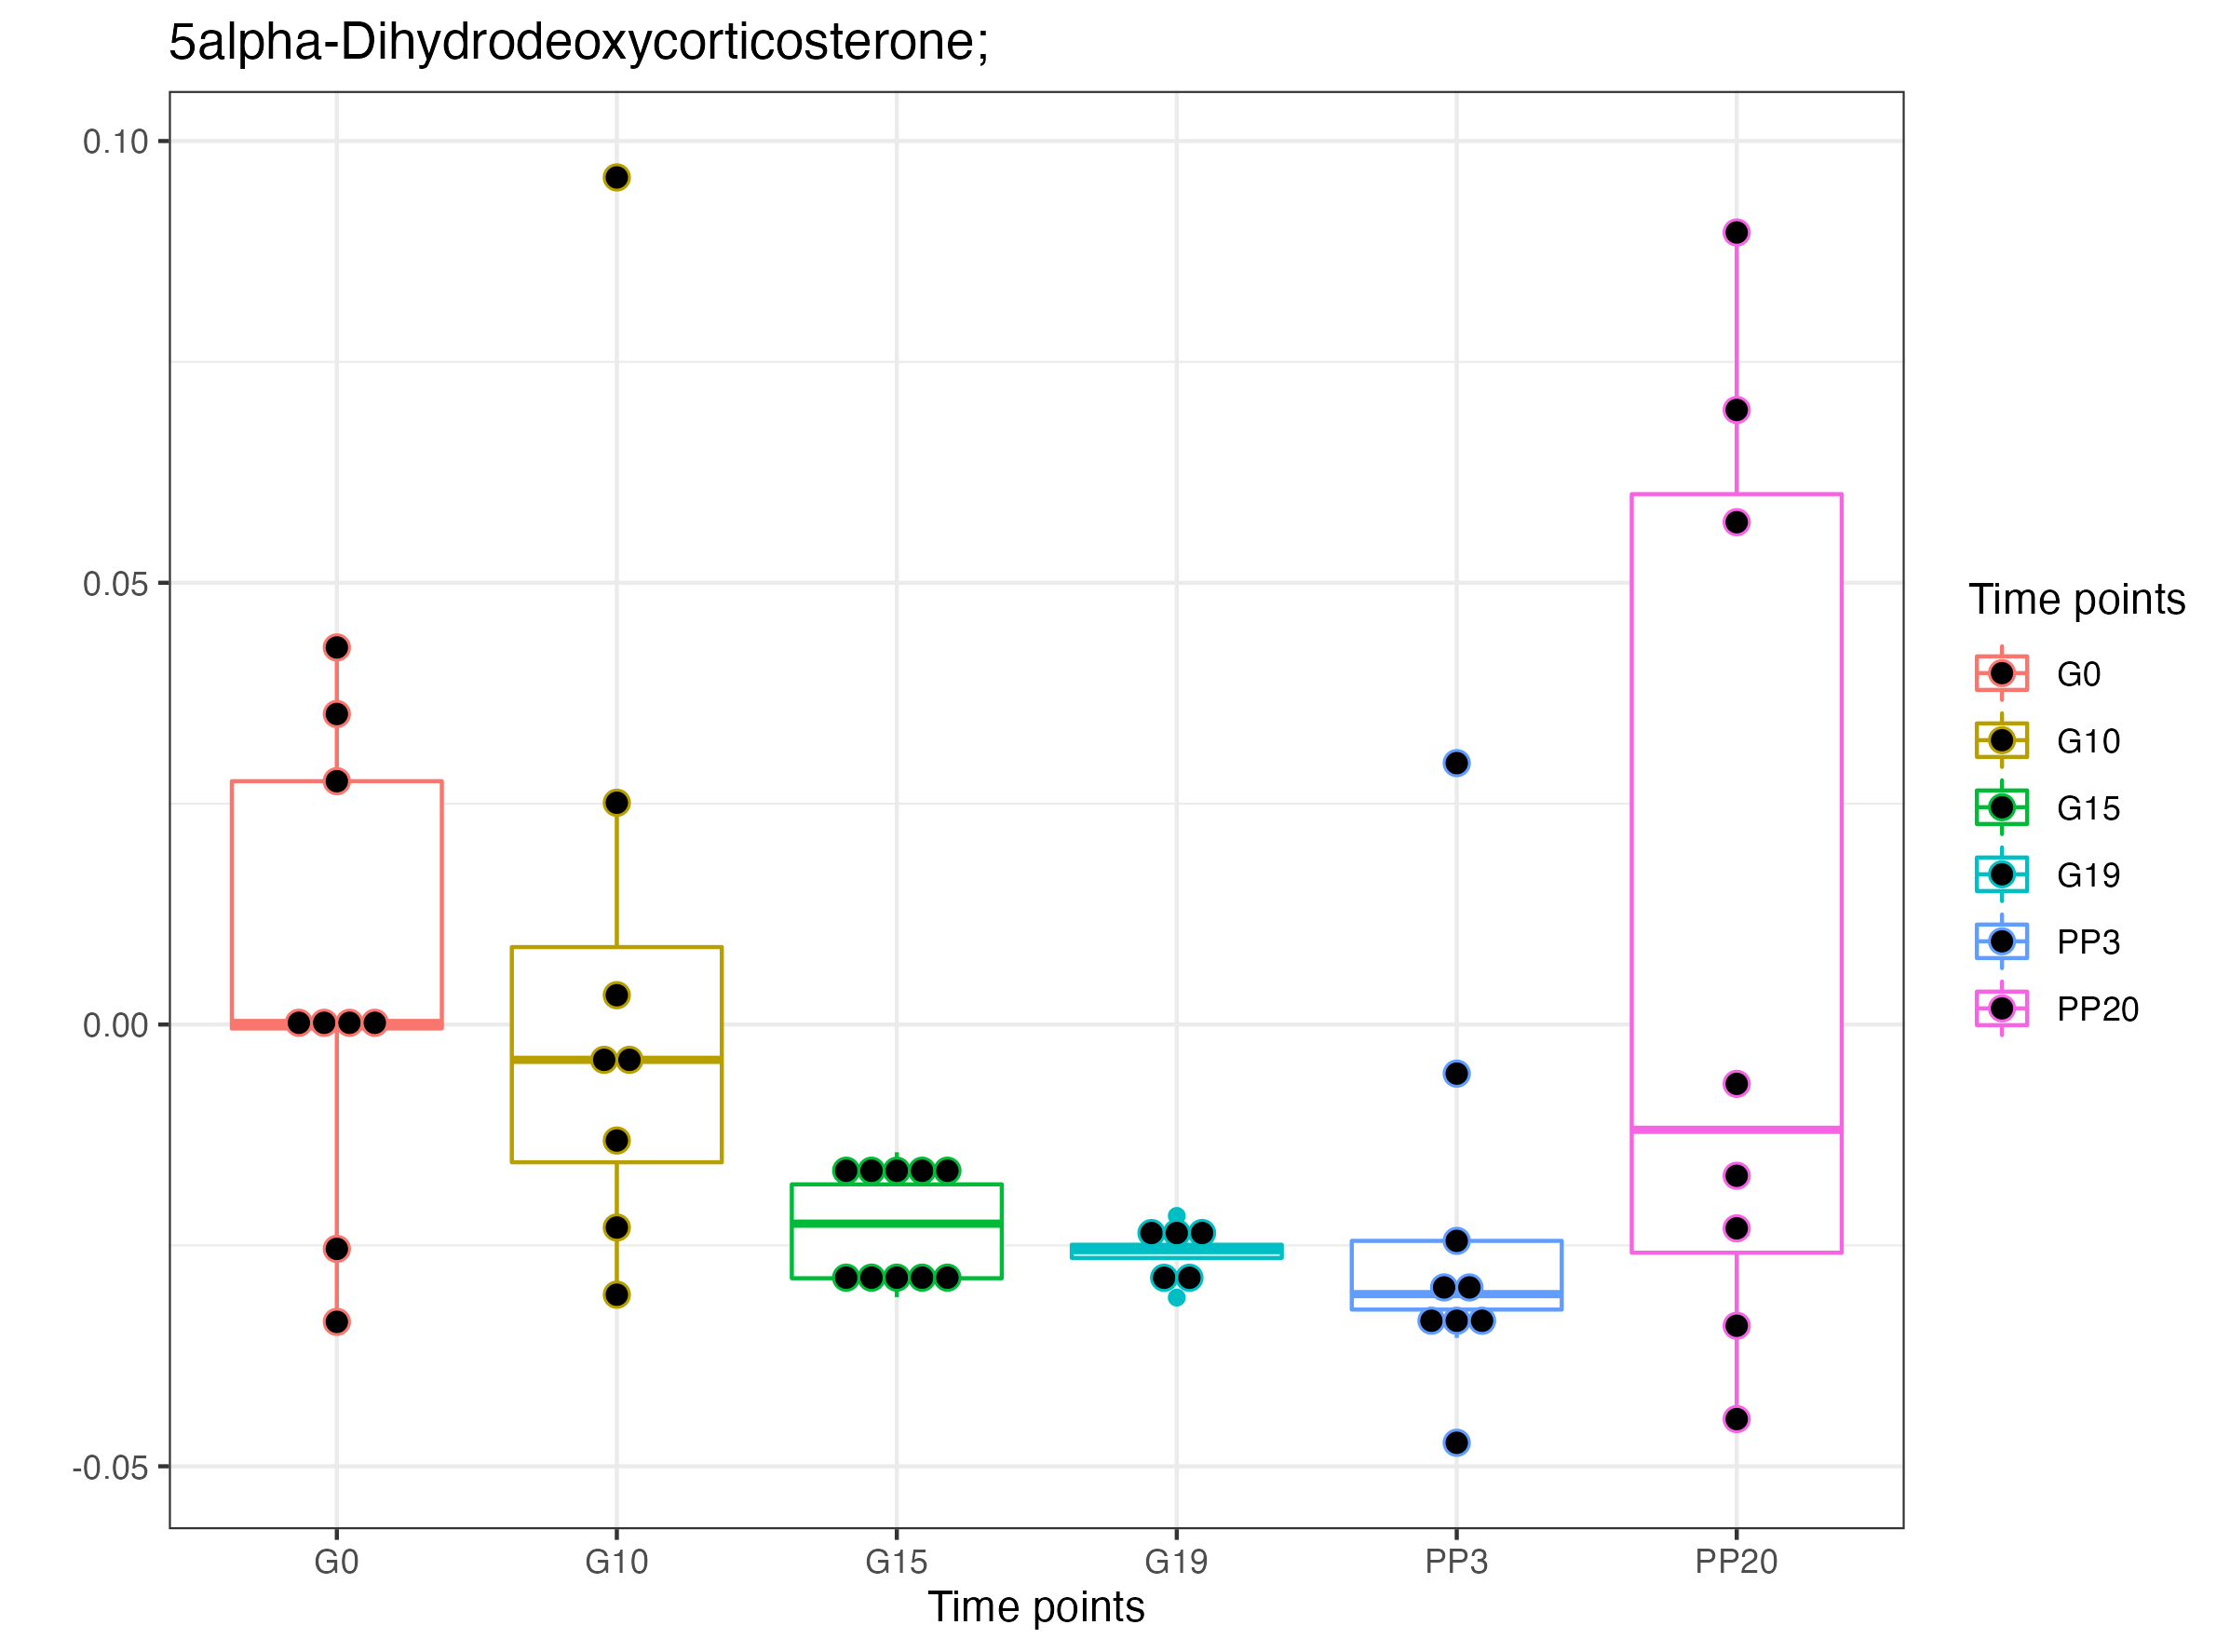 5alpha-Dihydrodeoxycorticosterone;
0.10
0.05
0.00
-0.05
G0 G10 G15 G19 PP3 PP20
Time points
Time points
G0
G10
G15
G19
PP3
PP20